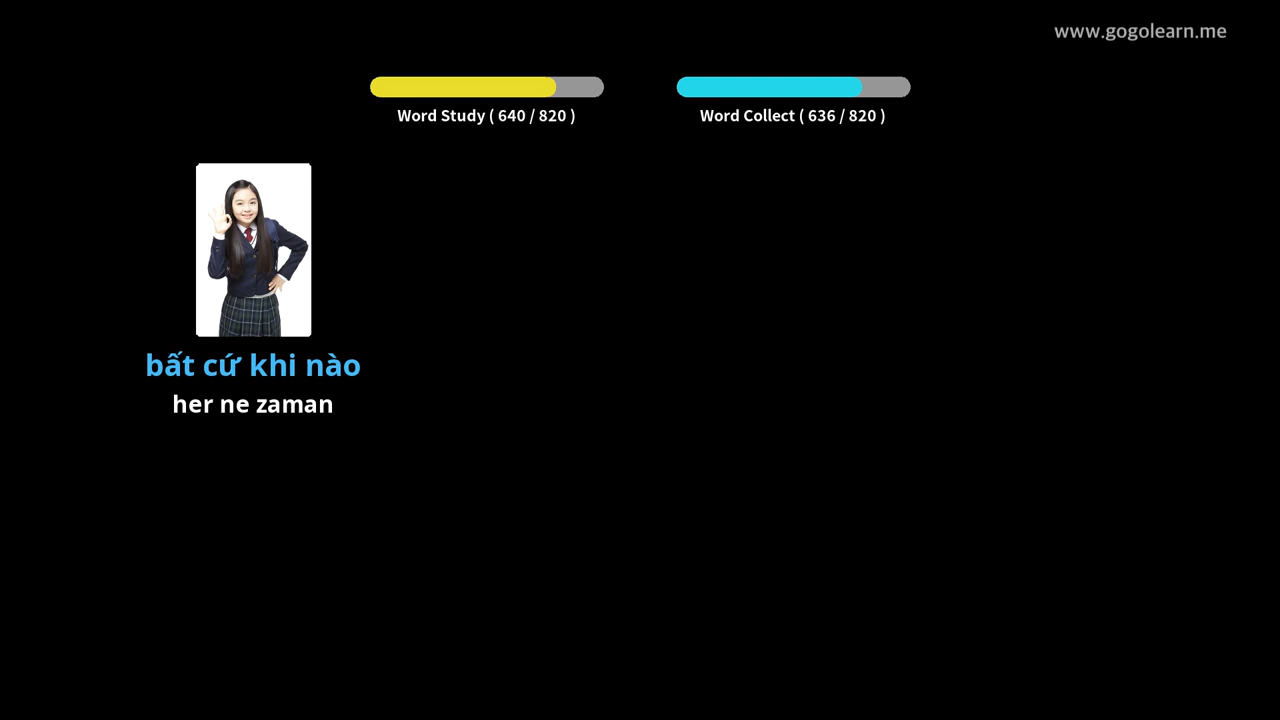 www.gogolearn.me
Word Study ( 640 / 820 )
Word Collect ( 636 / 820 )
bất cứ khi nào
her ne zaman